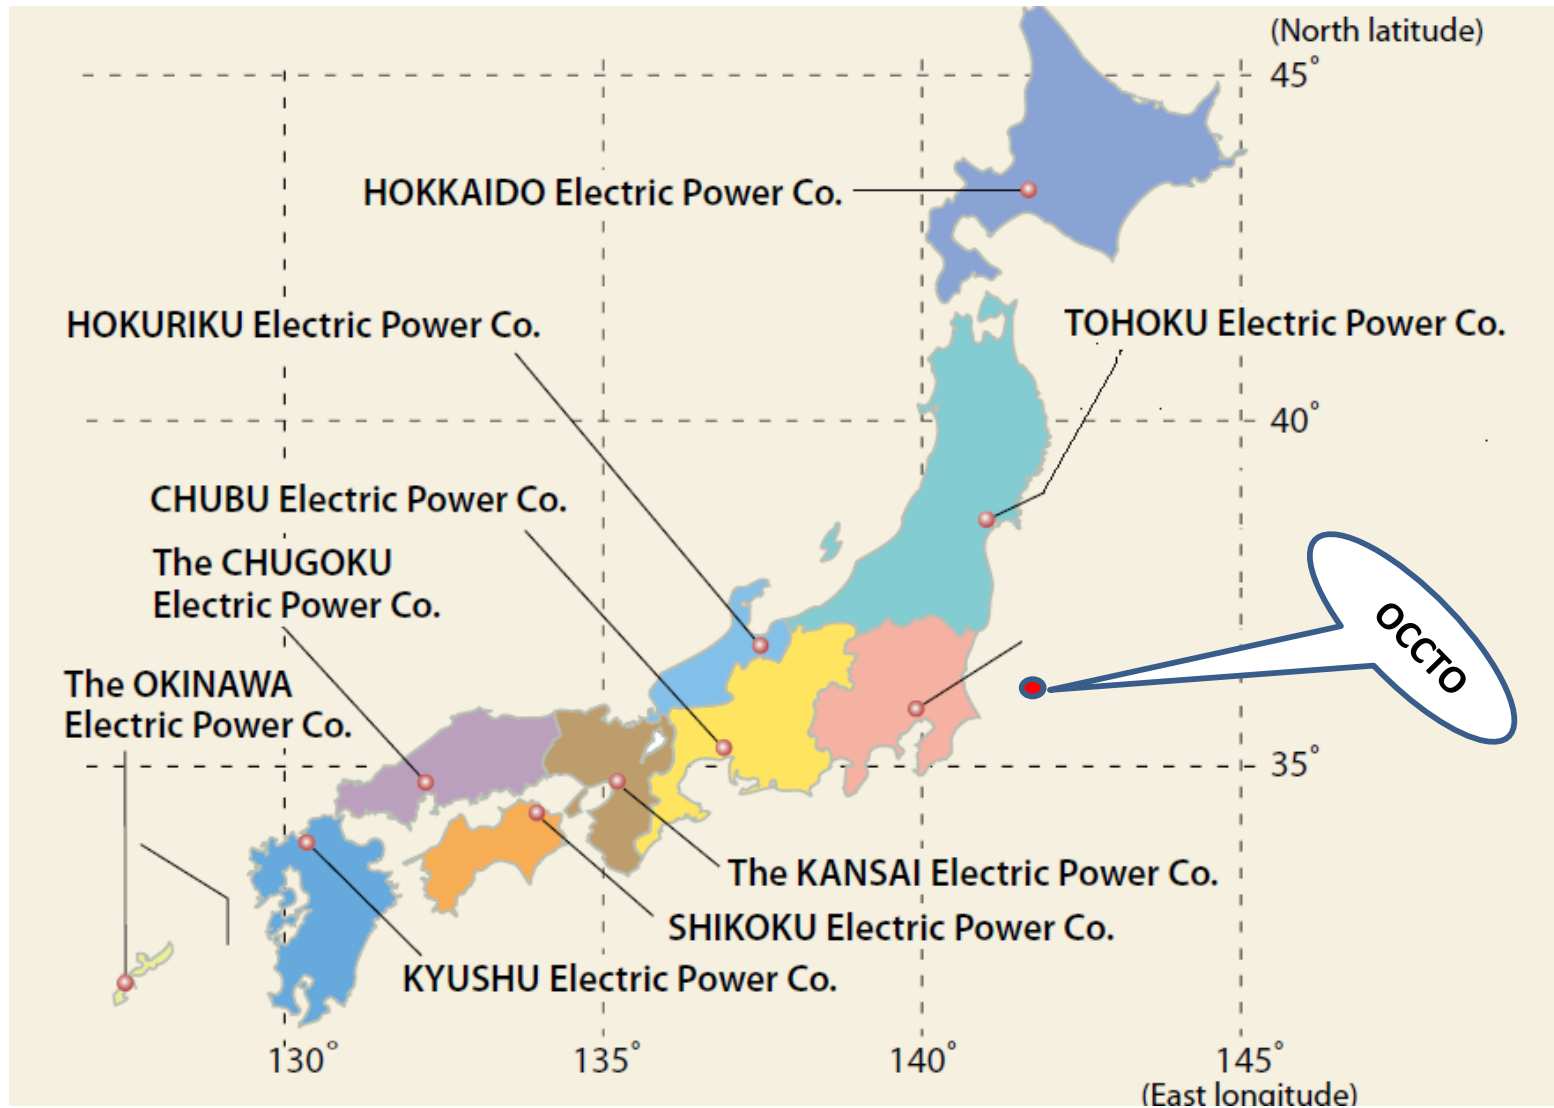 (North latitude)
45°
HOKKAIDO Electric Power Co.
HOKURIKU Electric Power Co.
TOHOKU Electric Power Co.
40°
CHUBU Electric Power Co.
The CHUGOKU
Electric Power Co.
OCCTO
The OKINAWA
Electric Power Co.
35°
The KANSAI Electric Power Co.
SHIKOKU Electric Power Co.
KYUSHU Electric Power Co.
130° 135° 140° 145°
(East longitude)